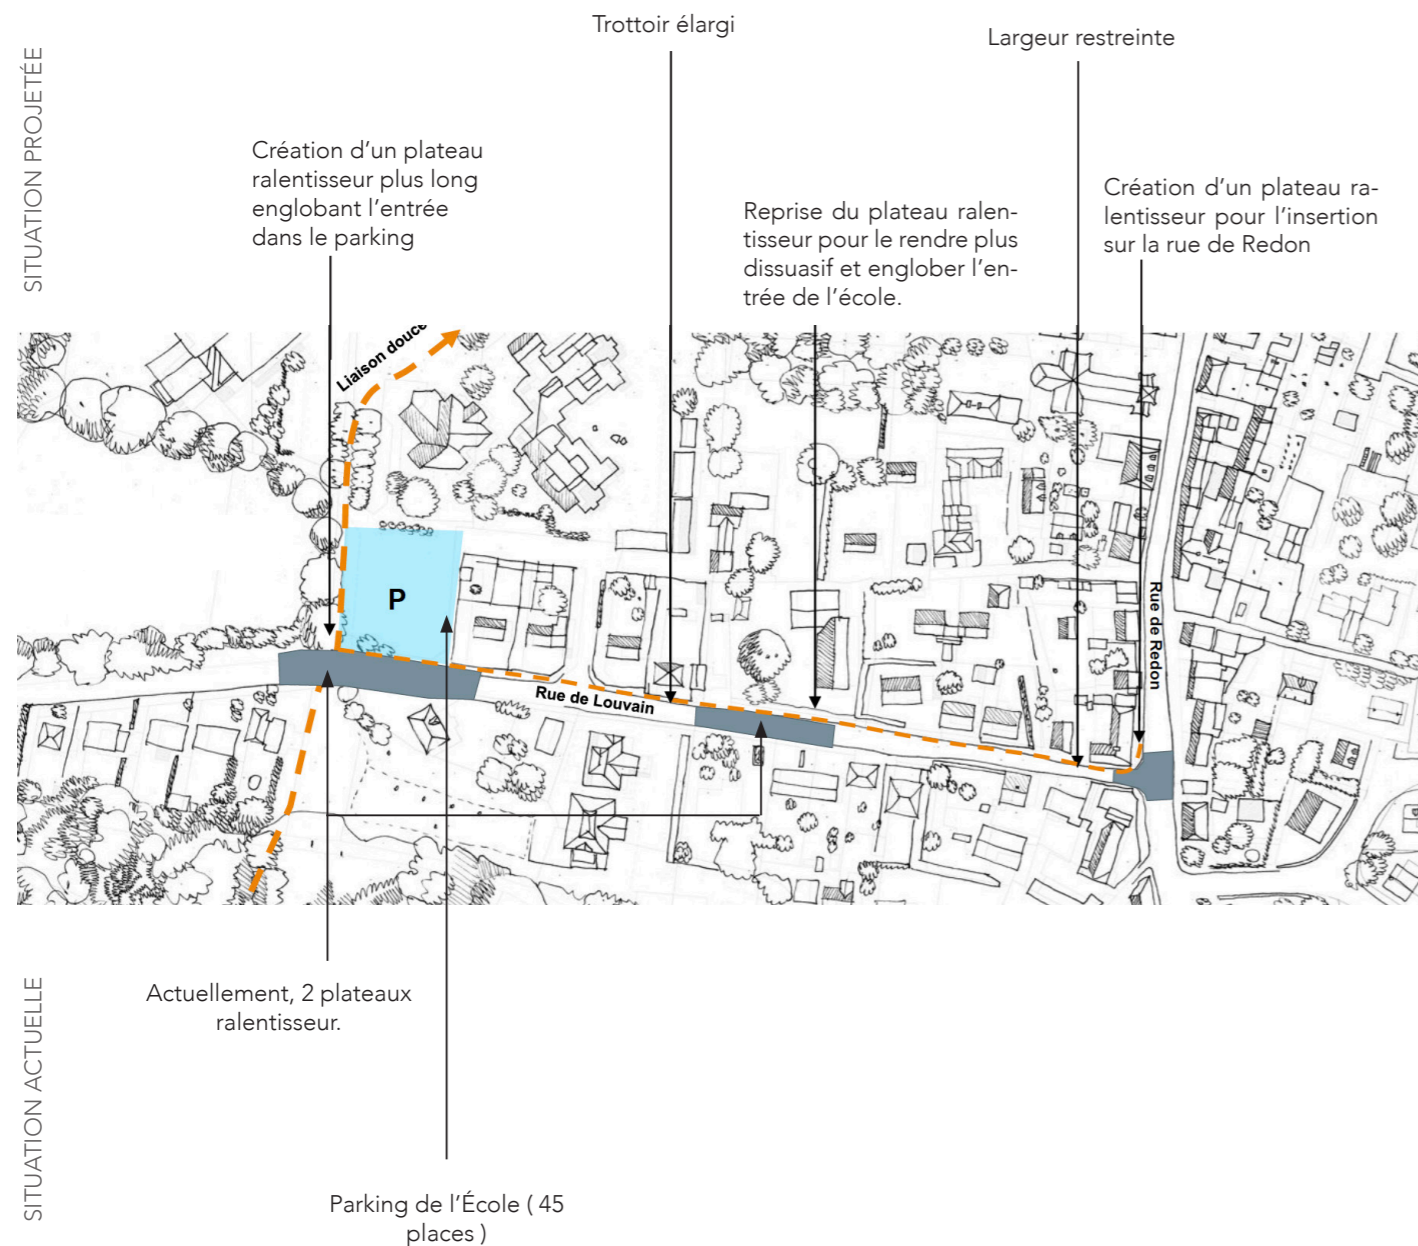 SITUATION PROJETÉE
Trottoir élargi
Largeur restreinte
Création d'un plateau
ralentisseur plus long
englobant l'entrée
dans le parking
Reprise du plateau ralen-
tisseur pour le rendre plus
dissuasif et englober l'en-
trée de l'école.
Création d'un plateau ra-
lentisseur pour l'insertion
sur la rue de Redon
Liaison douce
P
Rue de Louvain
Rue de Redon
SITUATION ACTUELLE
Actuellement, 2 plateaux
ralentisseur.
Parking de l'École ( 45
places )